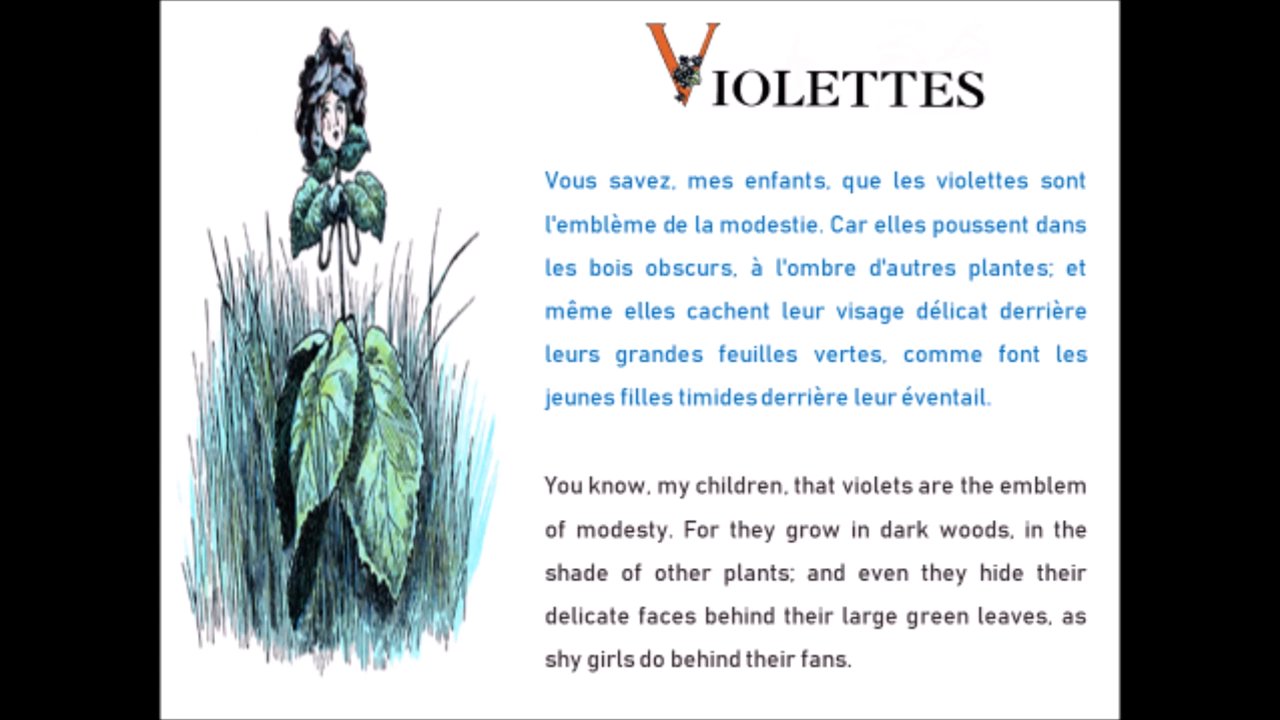 VIOLETTES
Vous savez, mes enfants, que les violettes sont
l'emblème de la modestie. Car elles poussent dans
les bois obscurs, à l'ombre d'autres plantes; et
même elles cachent leur visage délicat derrière
leurs grandes feuilles vertes, comme font les
jeunes filles timides derrière leur éventail.
You know, my children, that violets are the emblem
of modesty. For they grow in dark woods, in the
shade of other plants; and even they hide their
delicate faces behind their large green leaves, as
shy girls do behind their fans.